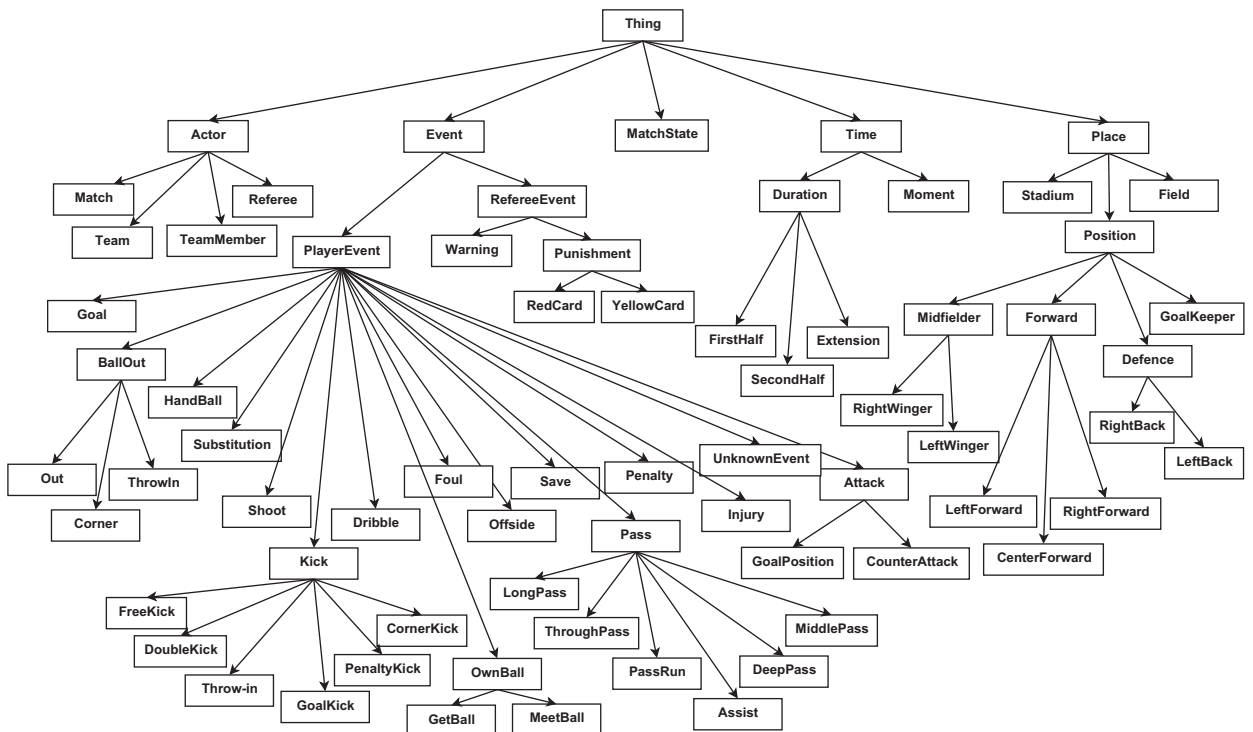 Thing
Actor
Event
MatchState
Time
Place
Match
Referee
Team
TeamMember
RefereeEvent
Duration
Moment
Stadium
Field
PlayerEvent
Warning
Punishment
Position
RedCard
YellowCard
Goal
FirstHalf
Extension
Midfielder
Forward
GoalKeeper
BallOut
SecondHalf
Defence
HandBall
RightWinger
RightBack
Substitution
LeftWinger
UnknownEvent
LeftBack
Out
ThrowIn
Foul
Save
Penalty
Attack
Corner
Shoot
Dribble
Offside
Injury
LeftForward
RightForward
Pass
Kick
GoalPosition
CounterAttack
CenterForward
LongPass
FreeKick
CornerKick
ThroughPass
MiddlePass
DoubleKick
PenaltyKick
OwnBall
PassRun
DeepPass
Throw-in
GoalKick
GetBall
MeetBall
Assist